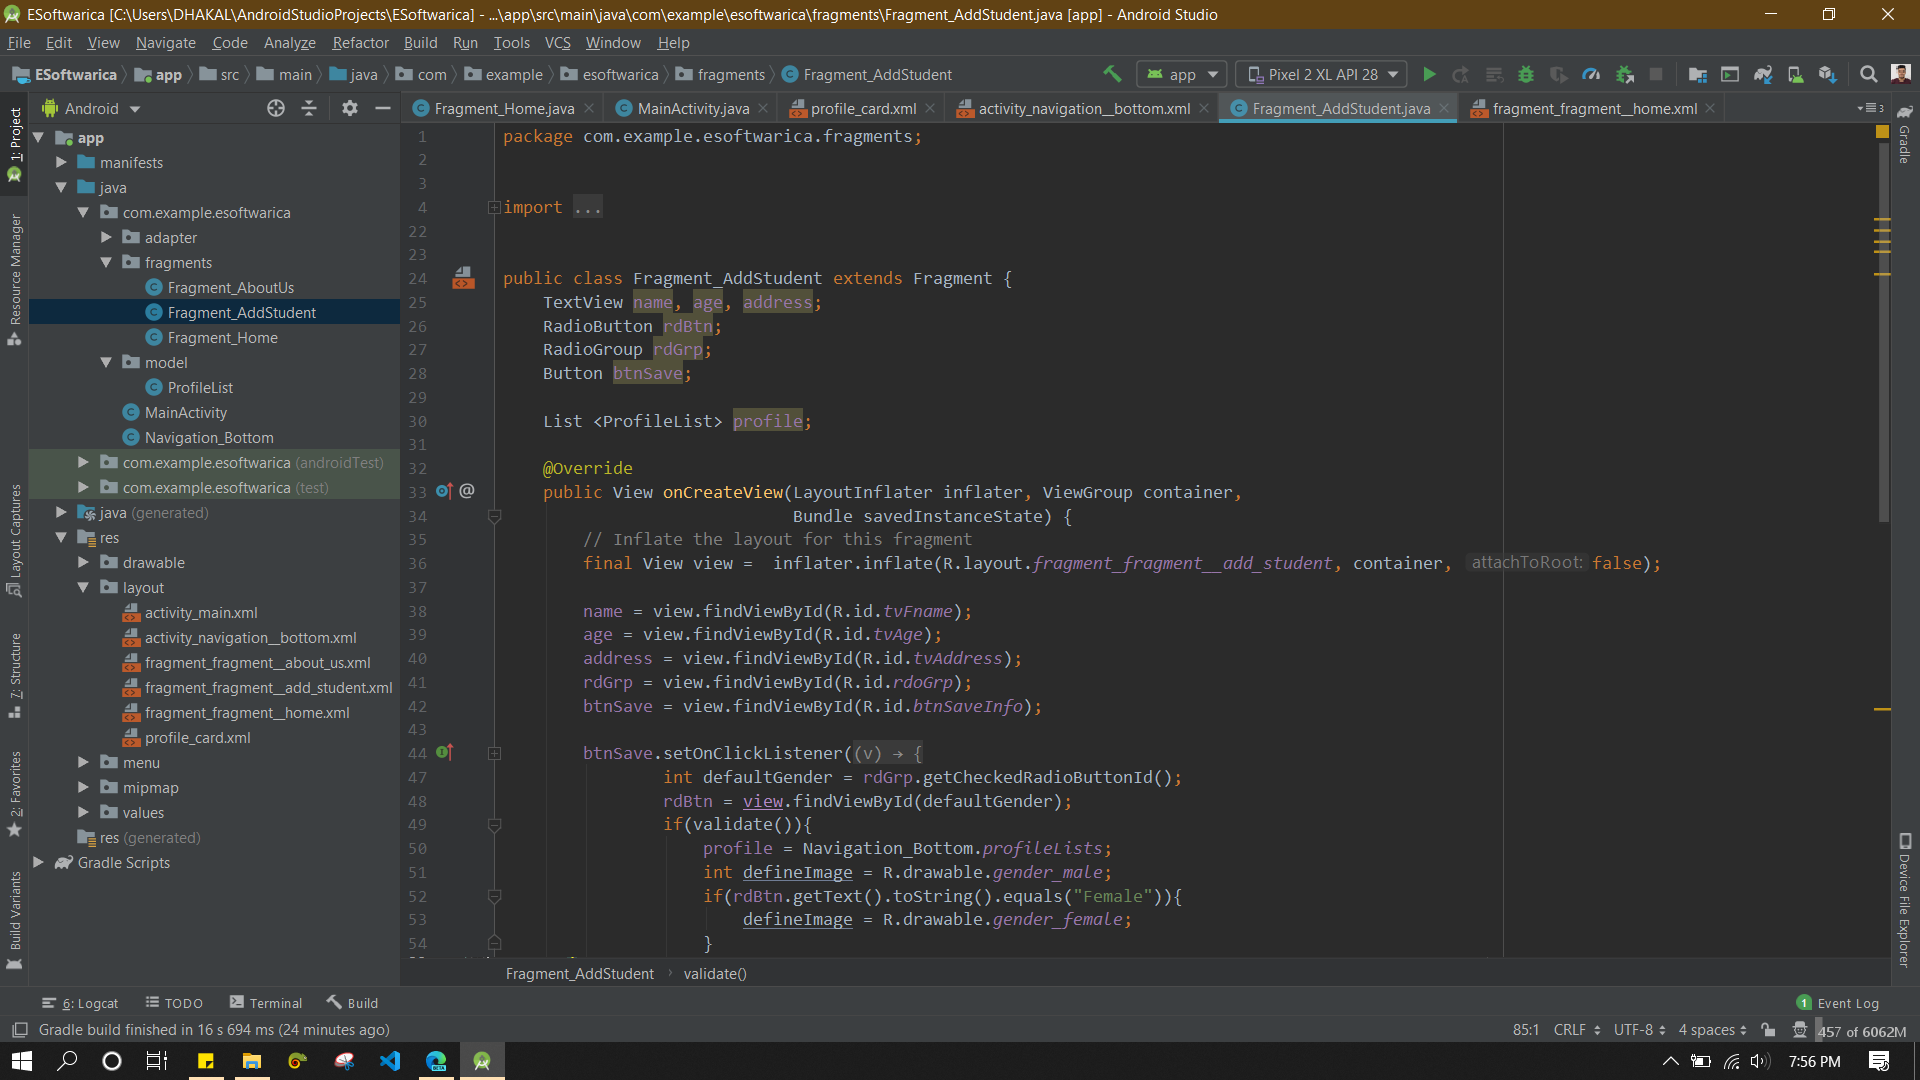 ESoftwarica [C:\Users\DHAKAL\AndroidStudioProjects\ESoftwarica] - ...\app\src\main\java\com\example\esoftwarica\fragments\Fragment_AddStudent.java [app] - Android Studio
File Edit View Navigate Code Analyze Refactor Build Run Tools VCS Window Help
ESoftwarica app src main java com example esoftwarica fragments Fragment_AddStudent
app Pixel 2 XL API 28
Android
Fragment_Home.java MainActivity.java profile_card.xml activity_navigation__bottom.xml Fragment_AddStudent.java fragment_fragment__home.xml
3
1: Project
Resource Manager
Layout Captures
7: Structure
2: Favorites
Build Variants
app
manifests
java
com.example.esoftwarica
adapter
fragments
Fragment_AboutUs
Fragment_AddStudent
Fragment_Home
model
ProfileList
MainActivity
Navigation_Bottom
com.example.esoftwarica (androidTest)
com.example.esoftwarica (test)
java (generated)
res
drawable
layout
activity_main.xml
activity_navigation__bottom.xml
fragment_fragment__about_us.xml
fragment_fragment__add_student.xml
fragment_fragment__home.xml
profile_card.xml
menu
mipmap
values
res (generated)
Gradle Scripts
1 package com.example.esoftwarica.fragments;
2
3
4 import ...
22
23
24 public class Fragment_AddStudent extends Fragment {
25 TextView name, age, address;
26 RadioButton rdBtn;
27 RadioGroup rdGrp;
28 Button btnSave;
29
30 List <ProfileList> profile;
31
32 @Override
33 @ public View onCreateView(LayoutInflater inflater, ViewGroup container,
34 Bundle savedInstanceState) {
35 // Inflate the layout for this fragment
36 final View view = inflater.inflate(R.layout.fragment_fragment__add_student, container, attachToRoot: false);
37
38 name = view.findViewById(R.id.tvFname);
39 age = view.findViewById(R.id.tvAge);
40 address = view.findViewById(R.id.tvAddress);
41 rdGrp = view.findViewById(R.id.rdoGrp);
42 btnSave = view.findViewById(R.id.btnSaveInfo);
43
44 btnSave.setOnClickListener((v) → {
47 int defaultGender = rdGrp.getCheckedRadioButtonId();
48 rdBtn = view.findViewById(defaultGender);
49 if(validate()){
50 profile = Navigation_Bottom.profileLists;
51 int defineImage = R.drawable.gender_male;
52 if(rdBtn.getText().toString().equals("Female")){
53 defineImage = R.drawable.gender_female;
54 }
Fragment_AddStudent validate()
Gradle
Device File Explorer
6: Logcat TODO Terminal Build
1 Event Log
Gradle build finished in 16 s 694 ms (24 minutes ago)
85:1 CRLF UTF-8 4 spaces 457 of 6062M
BETA
7:56 PM